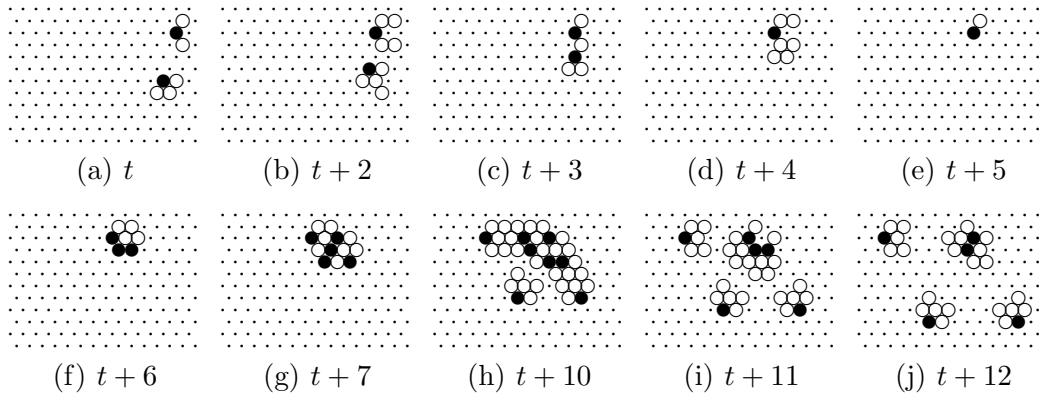 (a) t (b) t + 2 (c) t + 3 (d) t + 4 (e) t + 5
(f) t + 6 (g) t + 7 (h) t + 10 (i) t + 11 (j) t + 12